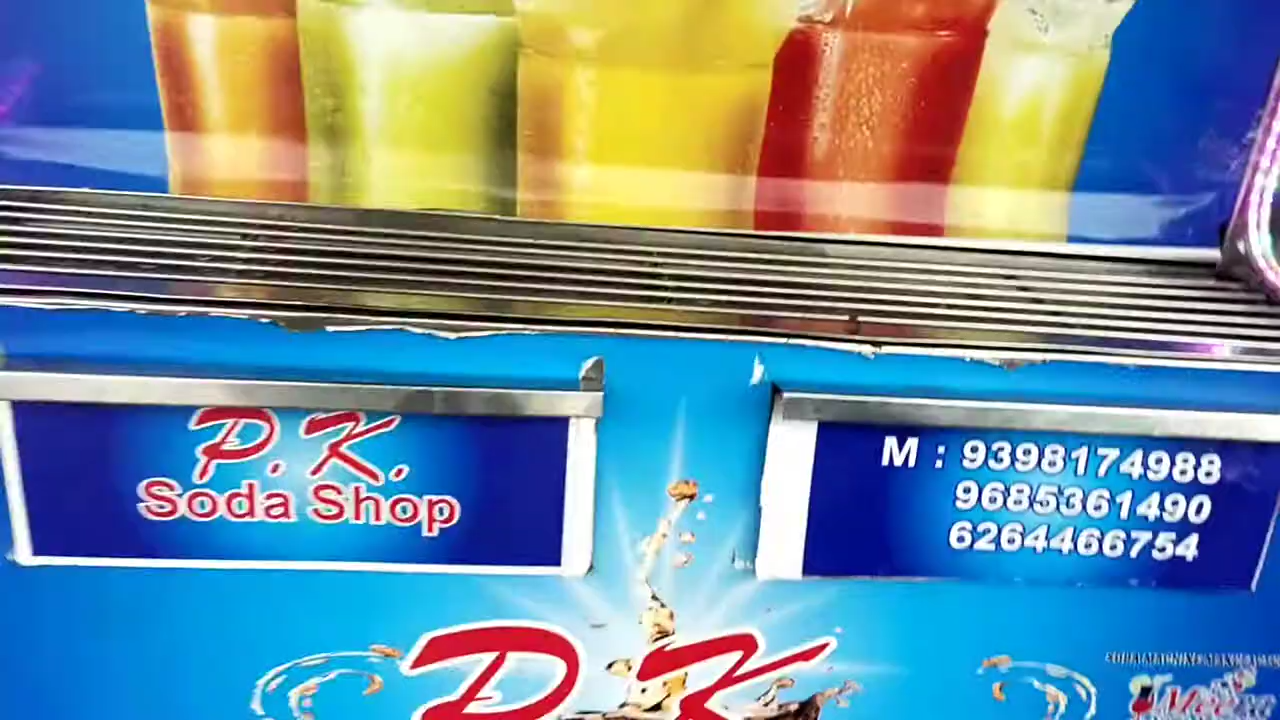 P. K.
Soda Shop
M : 9398174988
9685361490
6264466754
P K